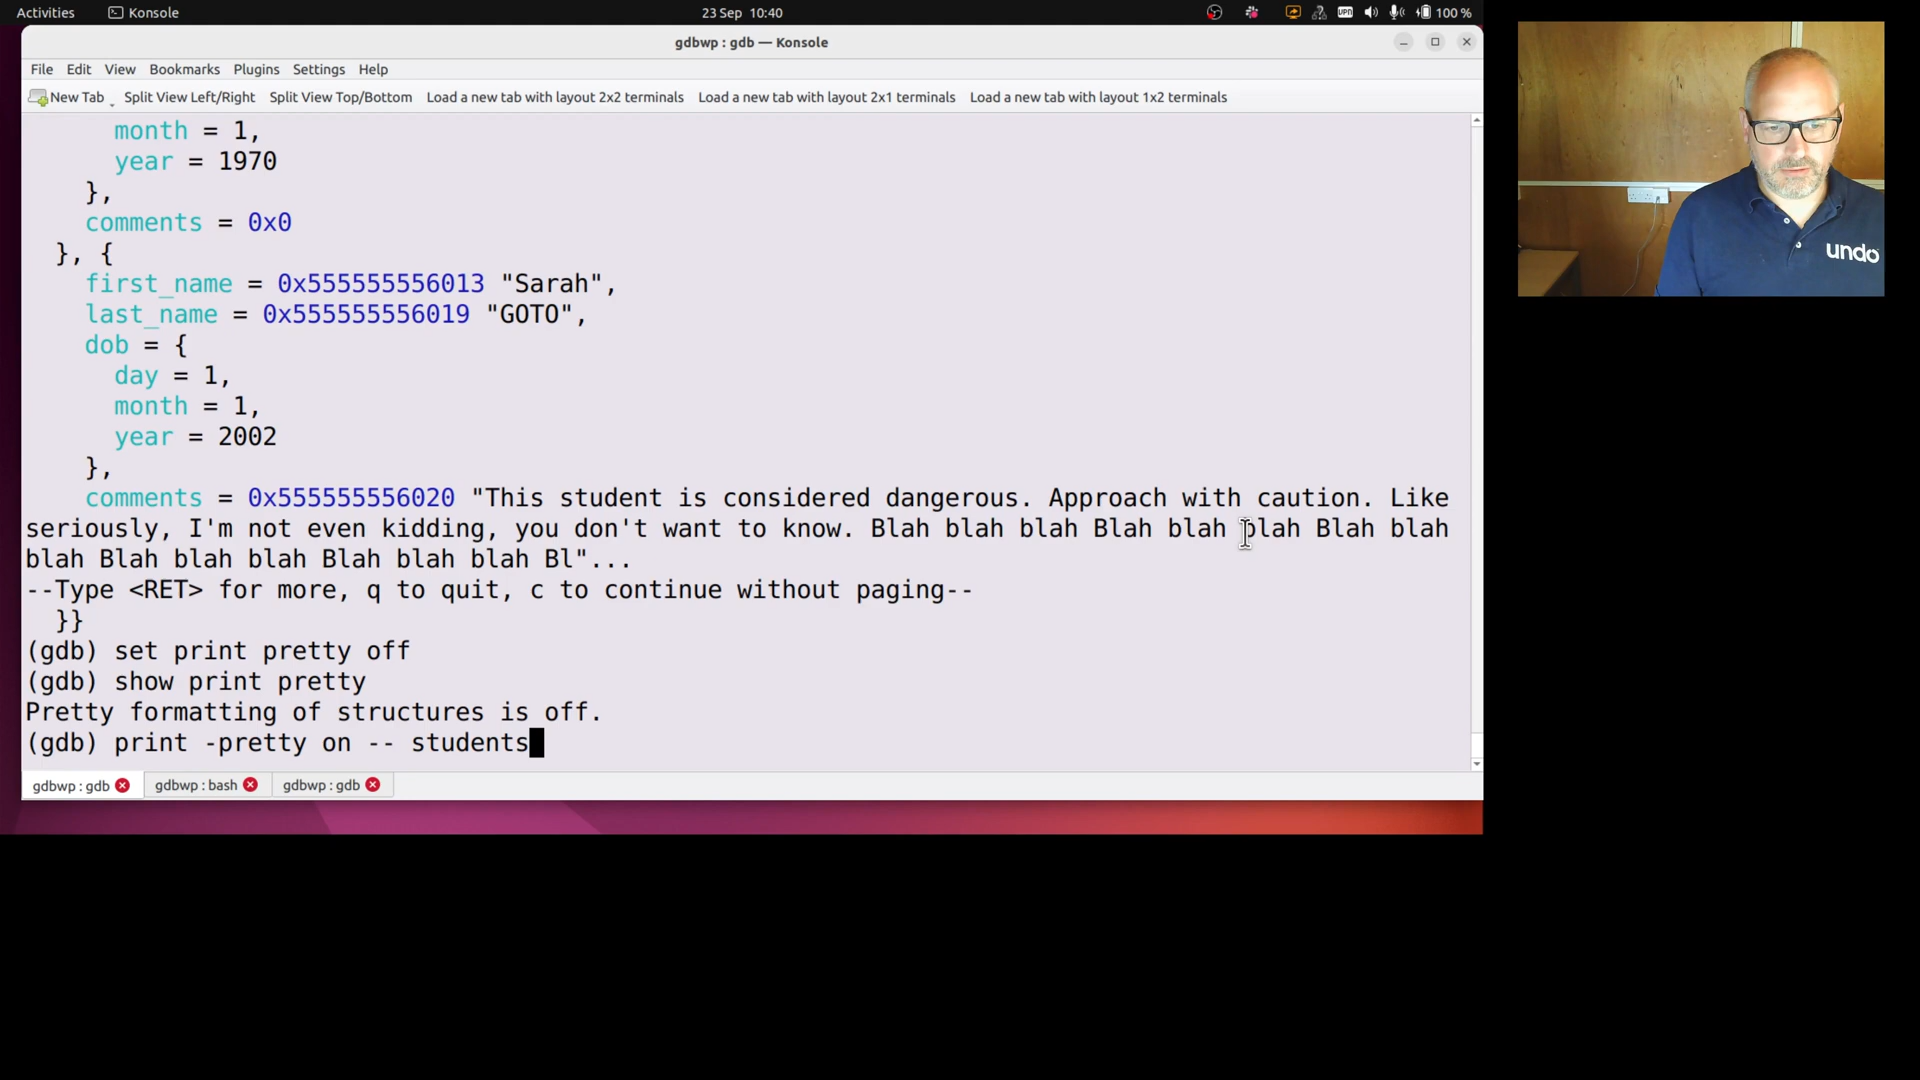 Activities Konsole 23 Sep 10:40 VPN 100 %
gdbwp : gdb — Konsole
File Edit View Bookmarks Plugins Settings Help
New Tab Split View Left/Right Split View Top/Bottom Load a new tab with layout 2x2 terminals Load a new tab with layout 2x1 terminals Load a new tab with layout 1x2 terminals
month = 1,
year = 1970
},
comments = 0x0
}, {
first_name = 0x555555556013 "Sarah",
last_name = 0x555555556019 "GOTO",
dob = {
day = 1,
month = 1,
year = 2002
},
comments = 0x555555556020 "This student is considered dangerous. Approach with caution. Like
seriously, I'm not even kidding, you don't want to know. Blah blah blah Blah blah blah Blah blah
blah Blah blah blah Blah blah blah Bl"...
--Type <RET> for more, q to quit, c to continue without paging--
}}
(gdb) set print pretty off
(gdb) show print pretty
Pretty formatting of structures is off.
(gdb) print -pretty on -- students
gdbwp : gdb gdbwp : bash gdbwp : gdb
undo